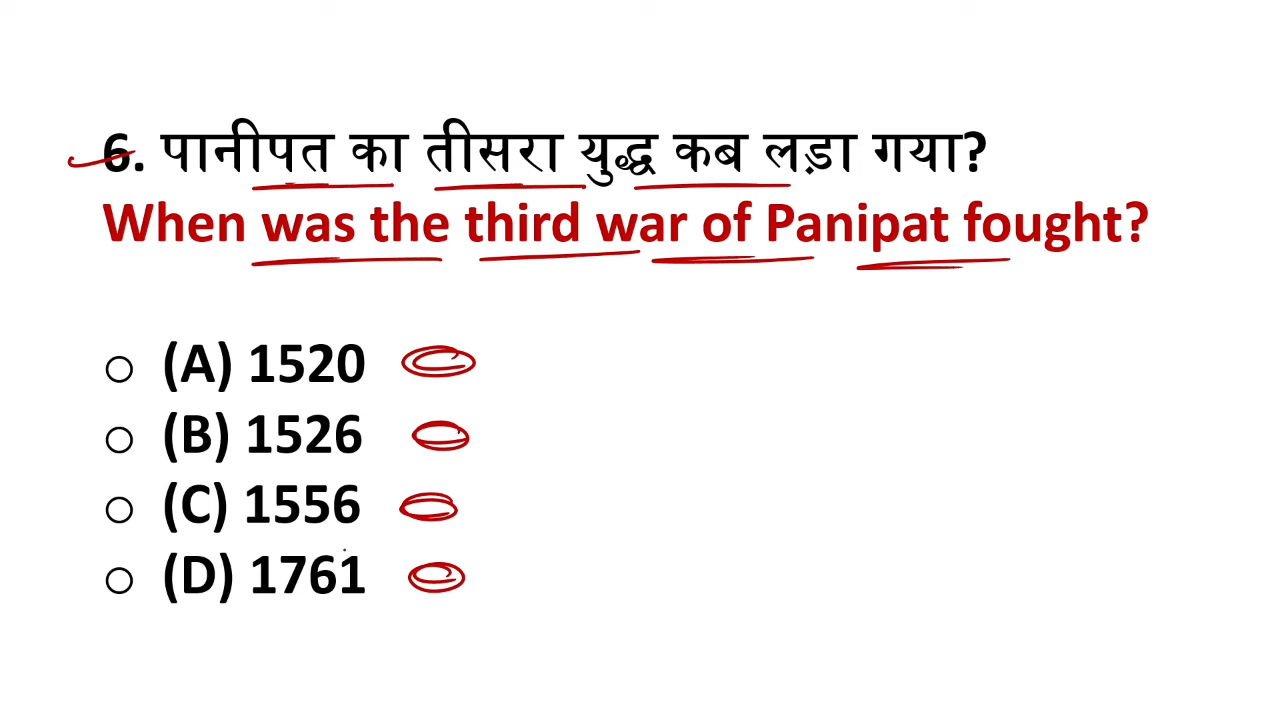 6. पानीपत का तीसरा युद्ध कब लड़ा गया?
When was the third war of Panipat fought?
(A) 1520
(B) 1526
(C) 1556
(D) 1761